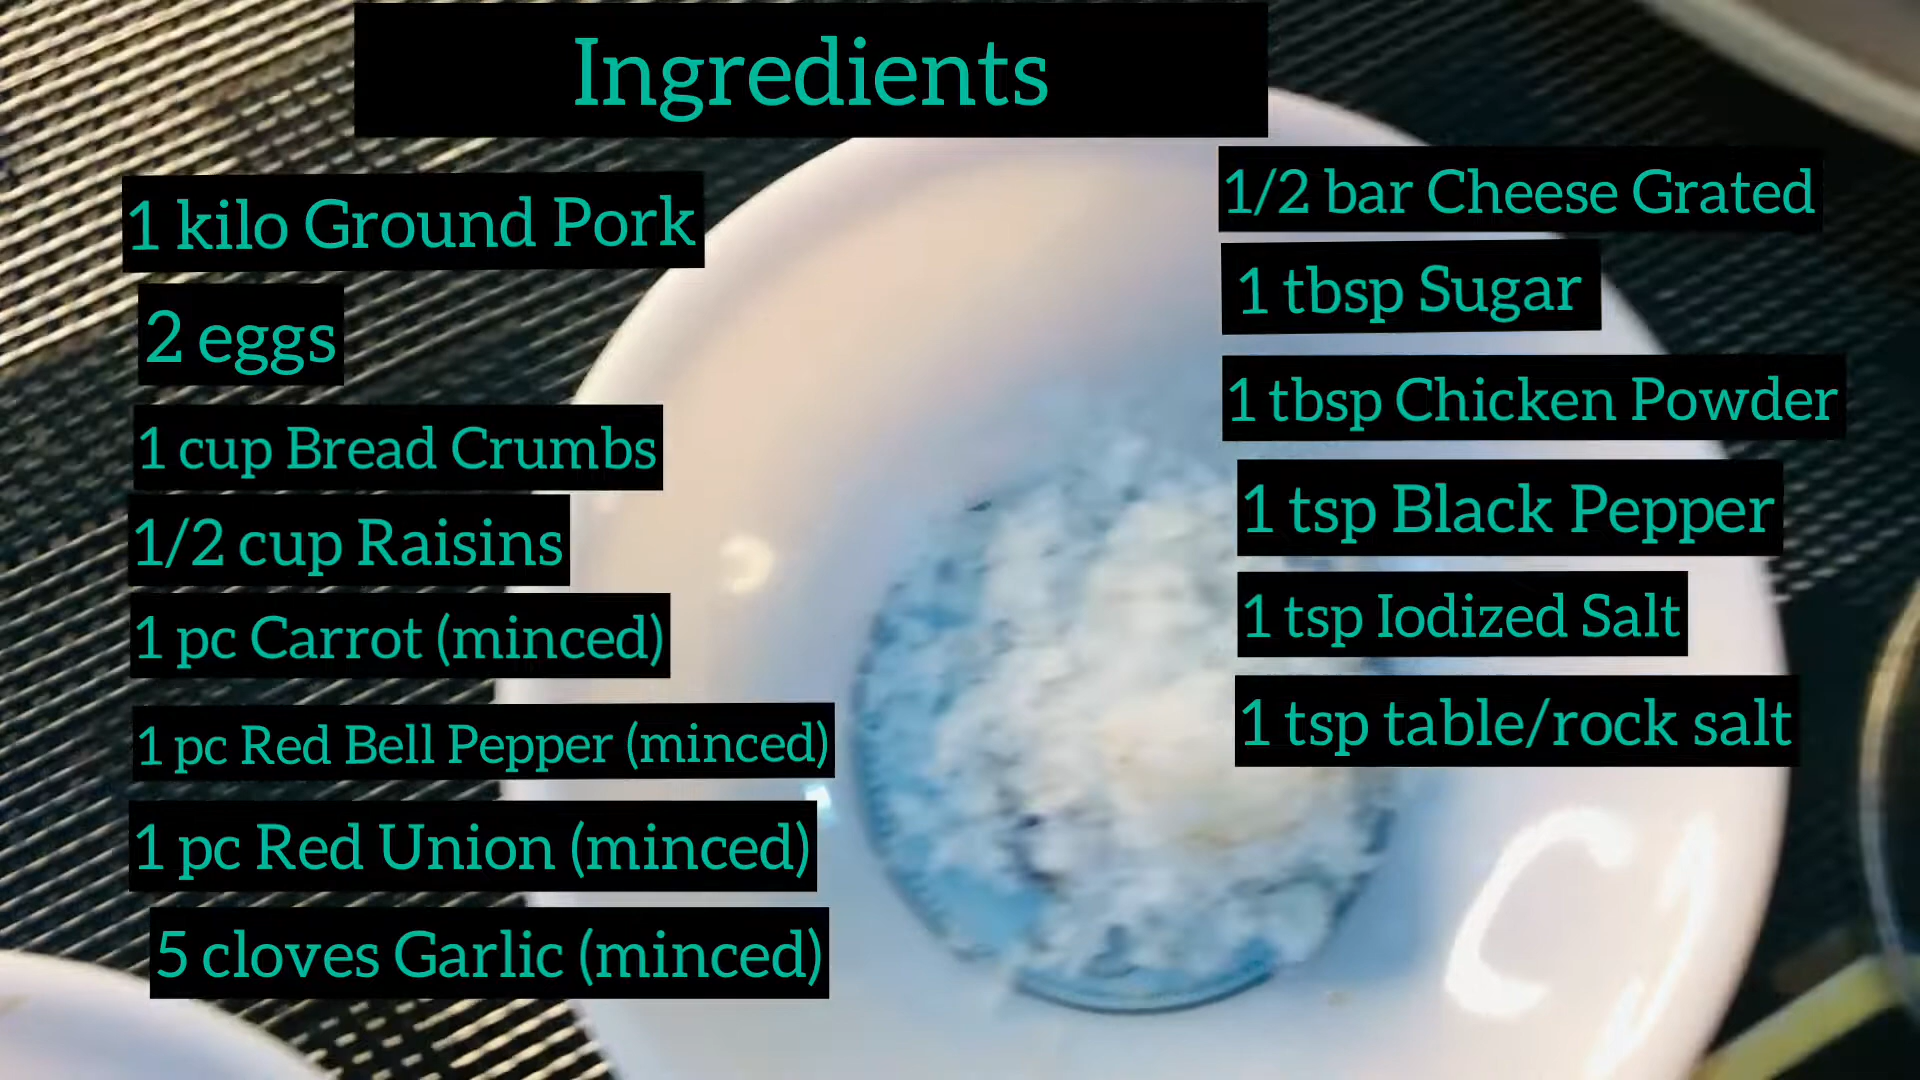 Ingredients
1 kilo Ground Pork
2 eggs
1 cup Bread Crumbs
1/2 cup Raisins
1 pc Carrot (minced)
1 pc Red Bell Pepper (minced)
1 pc Red Union (minced)
5 cloves Garlic (minced)
1/2 bar Cheese Grated
1 tbsp Sugar
1 tbsp Chicken Powder
1 tsp Black Pepper
1 tsp Iodized Salt
1 tsp table/rock salt